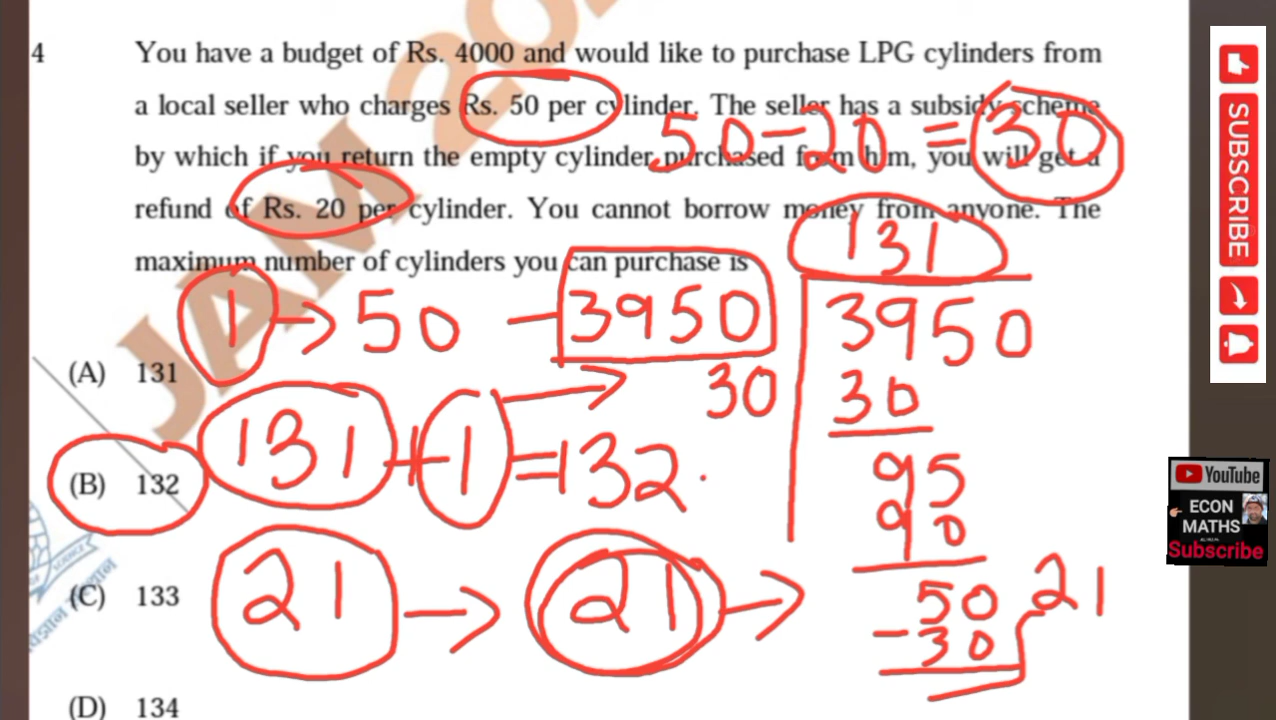 4 You have a budget of Rs. 4000 and would like to purchase LPG cylinders from
a local seller who charges Rs. 50 per cylinder. The seller has a subsidy scheme
50-20 = 30
by which if you return the empty cylinder purchased from him, you will get a
refund of Rs. 20 per cylinder. You cannot borrow money from anyone. The
maximum number of cylinders you can purchase is
131
1 → 50 - 3950
3950
30
(A) 131
30
131 + 1 = 132.
95
(B) 132
90
(C) 133
21 → 21 →
50 21
- 30
(D) 134
JAM 20
SUBSCRIBE
YouTube
ECON
MATHS
Subscribe